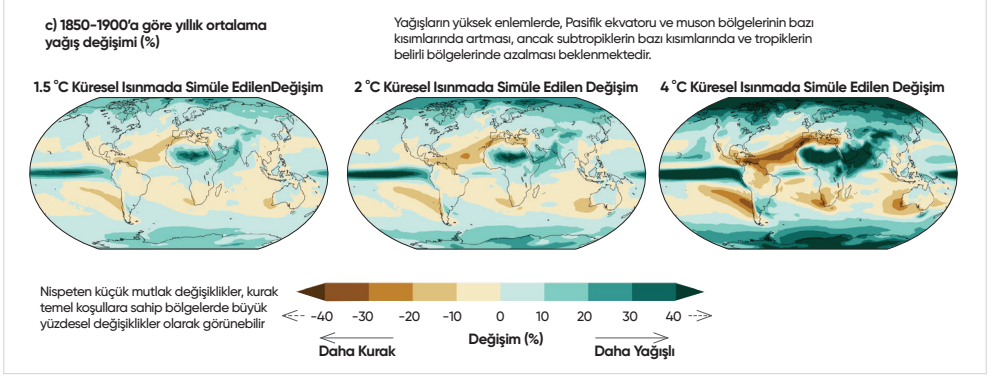 c) 1850-1900'a göre yıllık ortalama
yağış değişimi (%)
Yağışların yüksek enlemlerde, Pasifik ekvatoru ve muson bölgelerinin bazı
kısımlarında artması, ancak subtropiklerin bazı kısımlarında ve tropiklerin
belirli bölgelerinde azalması beklenmektedir.
1.5 °C Küresel Isınmada Simüle EdilenDeğişim
2 °C Küresel Isınmada Simüle Edilen Değişim
4 °C Küresel Isınmada Simüle Edilen Değişim
Nispeten küçük mutlak değişiklikler, kurak
temel koşullara sahip bölgelerde büyük
yüzdesel değişiklikler olarak görünebilir
-40 -30 -20 -10 0 10 20 30 40
Değişim (%)
Daha Kurak
Daha Yağışlı